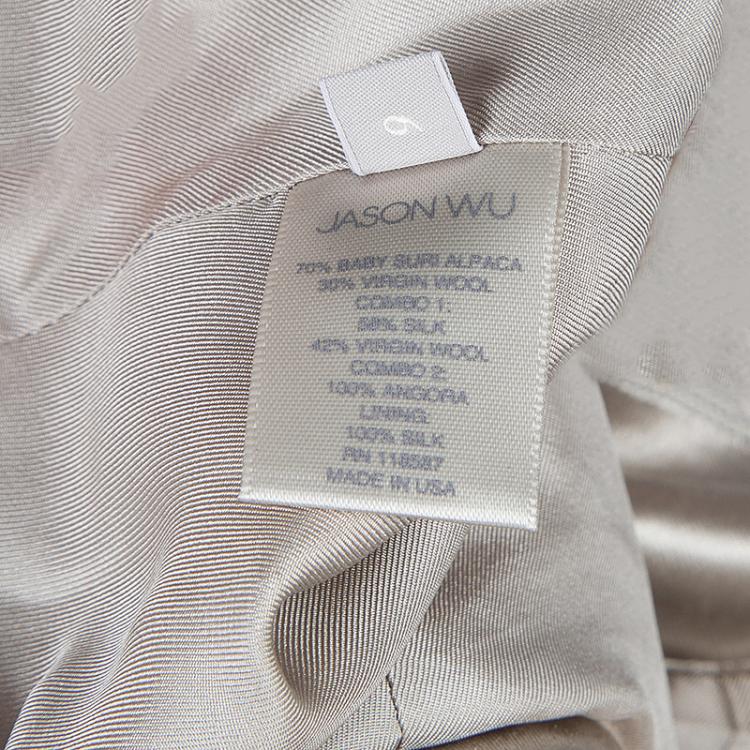 6
JASON WU
70% BABY SURI ALPACA
30% VIRGIN WOOL
COMBO 1:
58% SILK
42% VIRGIN WOOL
COMBO 2:
100% ANGORA
LINING:
100% SILK
RN 118587
MADE IN USA